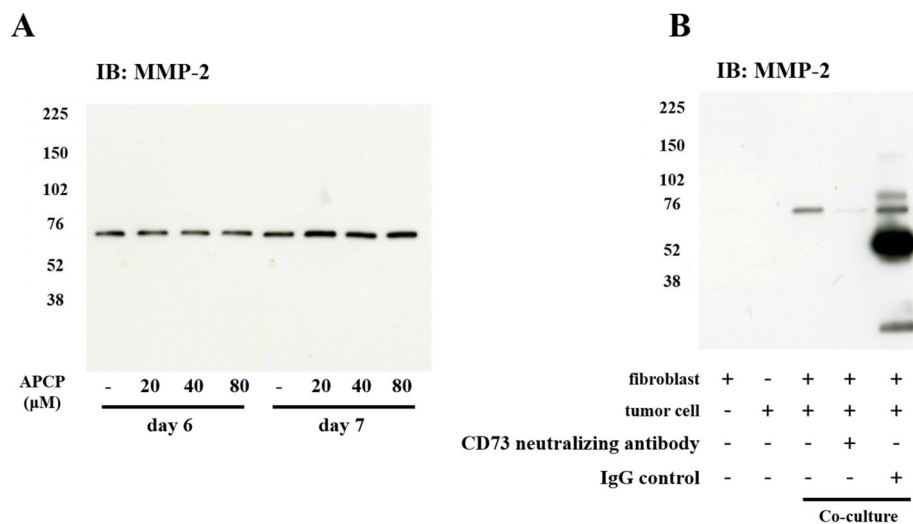 A
IB: MMP-2
225
150
102
76
52
38
APCP - 20 40 80 - 20 40 80
(µM)
day 6 day 7
B
IB: MMP-2
225
150
102
76
52
38
fibroblast + - + + +
tumor cell - + + + +
CD73 neutralizing antibody - - - + -
IgG control - - - - +
Co-culture